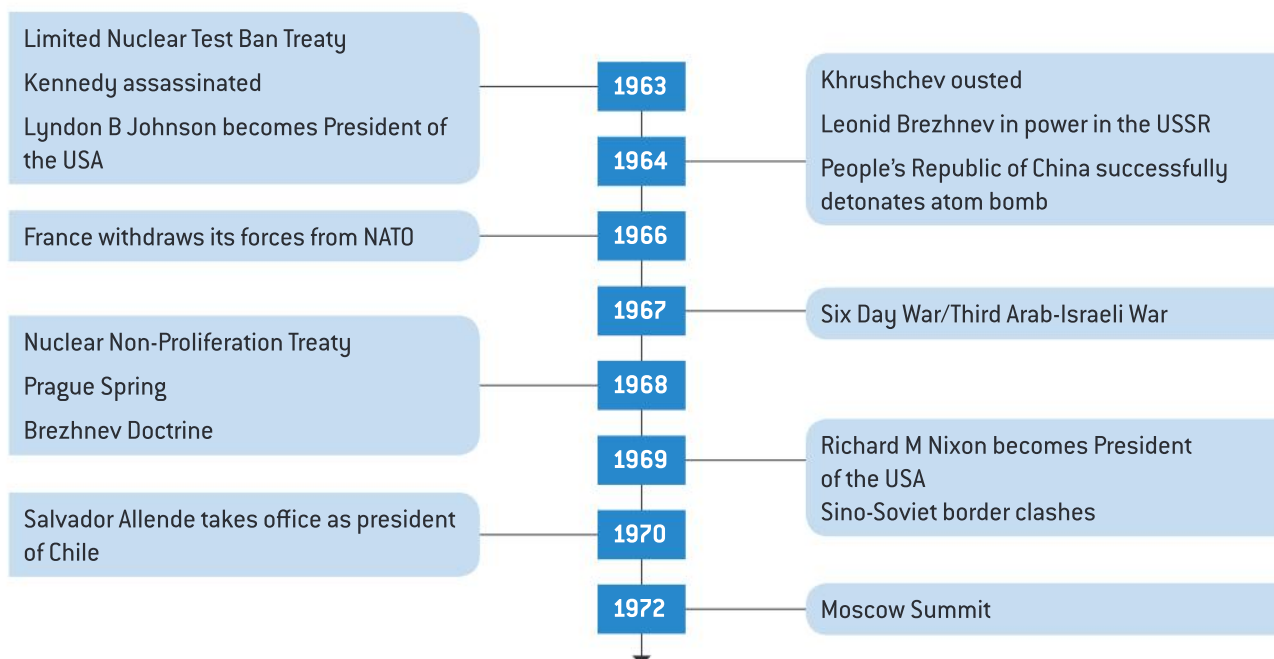 Limited Nuclear Test Ban Treaty
Kennedy assassinated
Lyndon B Johnson becomes President of
the USA
1963
Khrushchev ousted
Leonid Brezhnev in power in the USSR
People's Republic of China successfully
detonates atom bomb
1964
France withdraws its forces from NATO
1966
1967
Six Day War/Third Arab-Israeli War
Nuclear Non-Proliferation Treaty
Prague Spring
Brezhnev Doctrine
1968
1969
Richard M Nixon becomes President
of the USA
Sino-Soviet border clashes
Salvador Allende takes office as president
of Chile
1970
1972
Moscow Summit